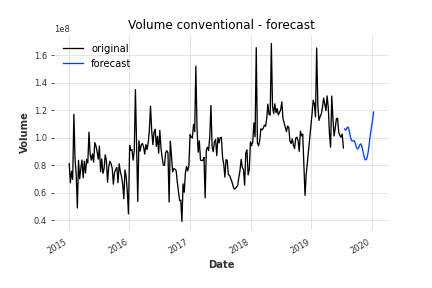 Volume conventional - forecast
1e8
original
forecast
1.6
1.4
1.2
1.0
0.8
0.6
0.4
Volume
2015
2016
2017
2018
2019
2020
Date